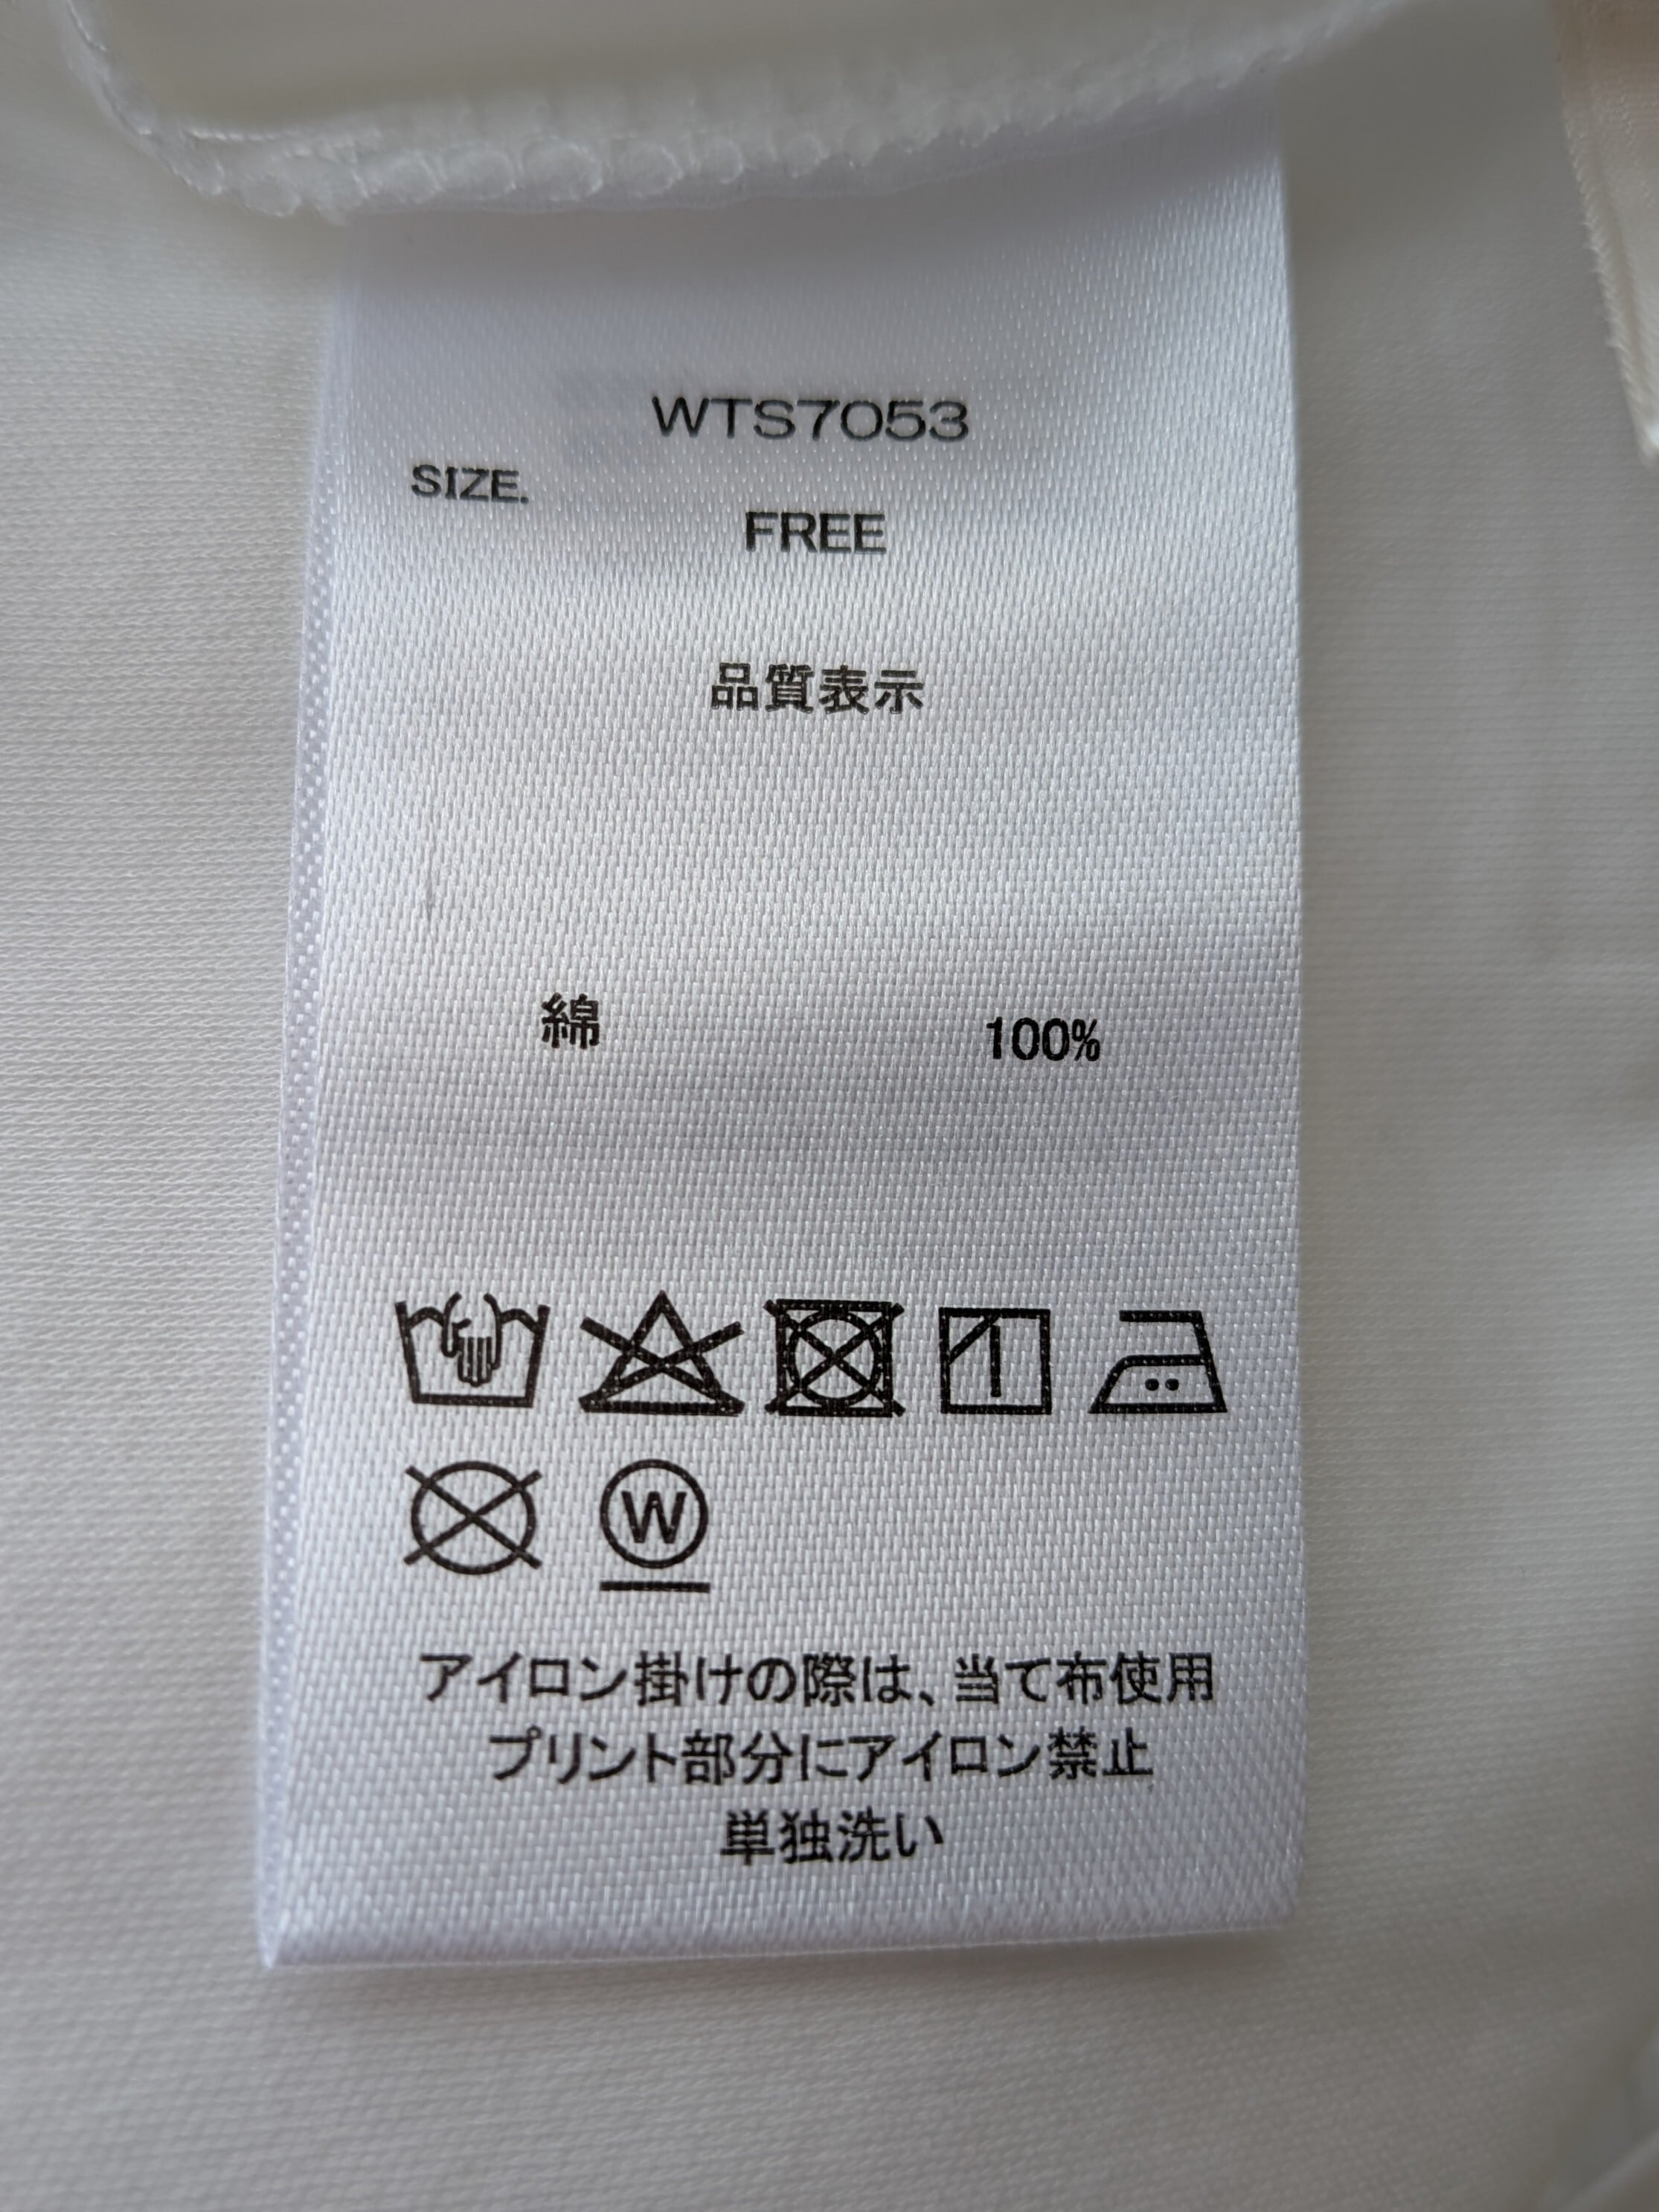 WTS7053
SIZE.
FREE
品質表示
綿 100%
W
アイロン掛けの際は、当て布使用
プリント部分にアイロン禁止
単独洗い